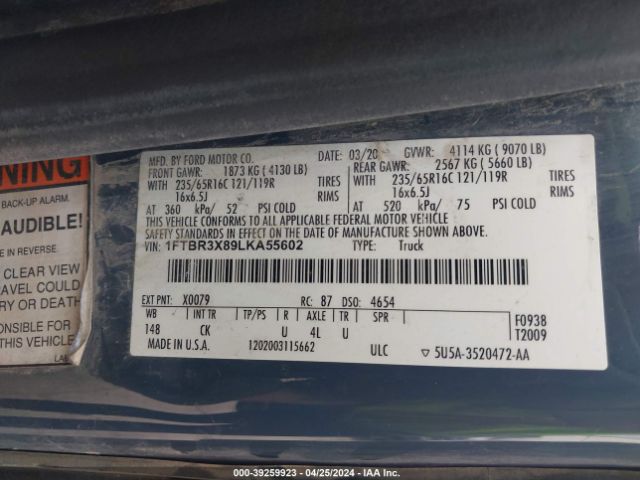 NING
BACK-UP ALARM.
AUDIBLE!
E IN REVERSE.
CLEAR VIEW
RAVEL COULD
RY OR DEATH
ONSIBLE FOR
THIS VEHICLE.
MFD. BY FORD MOTOR CO. DATE: 03/20 GVWR: 4114 KG ( 9070 LB)
FRONT GAWR: 1873 KG ( 4130 LB) REAR GAWR: 2567 KG ( 5660 LB)
WITH 235/65R16C 121/119R TIRES WITH 235/65R16C 121/119R TIRES
16x6.5J RIMS 16x6.5J RIMS
AT 360 kPa/ 52 PSI COLD AT 520 kPa/ 75 PSI COLD
THIS VEHICLE CONFORMS TO ALL APPLICABLE FEDERAL MOTOR VEHICLE
SAFETY STANDARDS IN EFFECT ON THE DATE OF MANUFACTURE SHOWN ABOVE.
VIN: 1FTBR3X89LKA55602 TYPE: Truck
EXT PNT: X0079 RC: 87 DSO: 4654
WB INT TR TP/PS R AXLE TR SPR F0938
148 CK U 4L U T2009
MADE IN U.S.A. 1202003115662 ULC ▽ 5U5A-3520472-AA
000-39259923 - 04/25/2024 - IAA Inc.